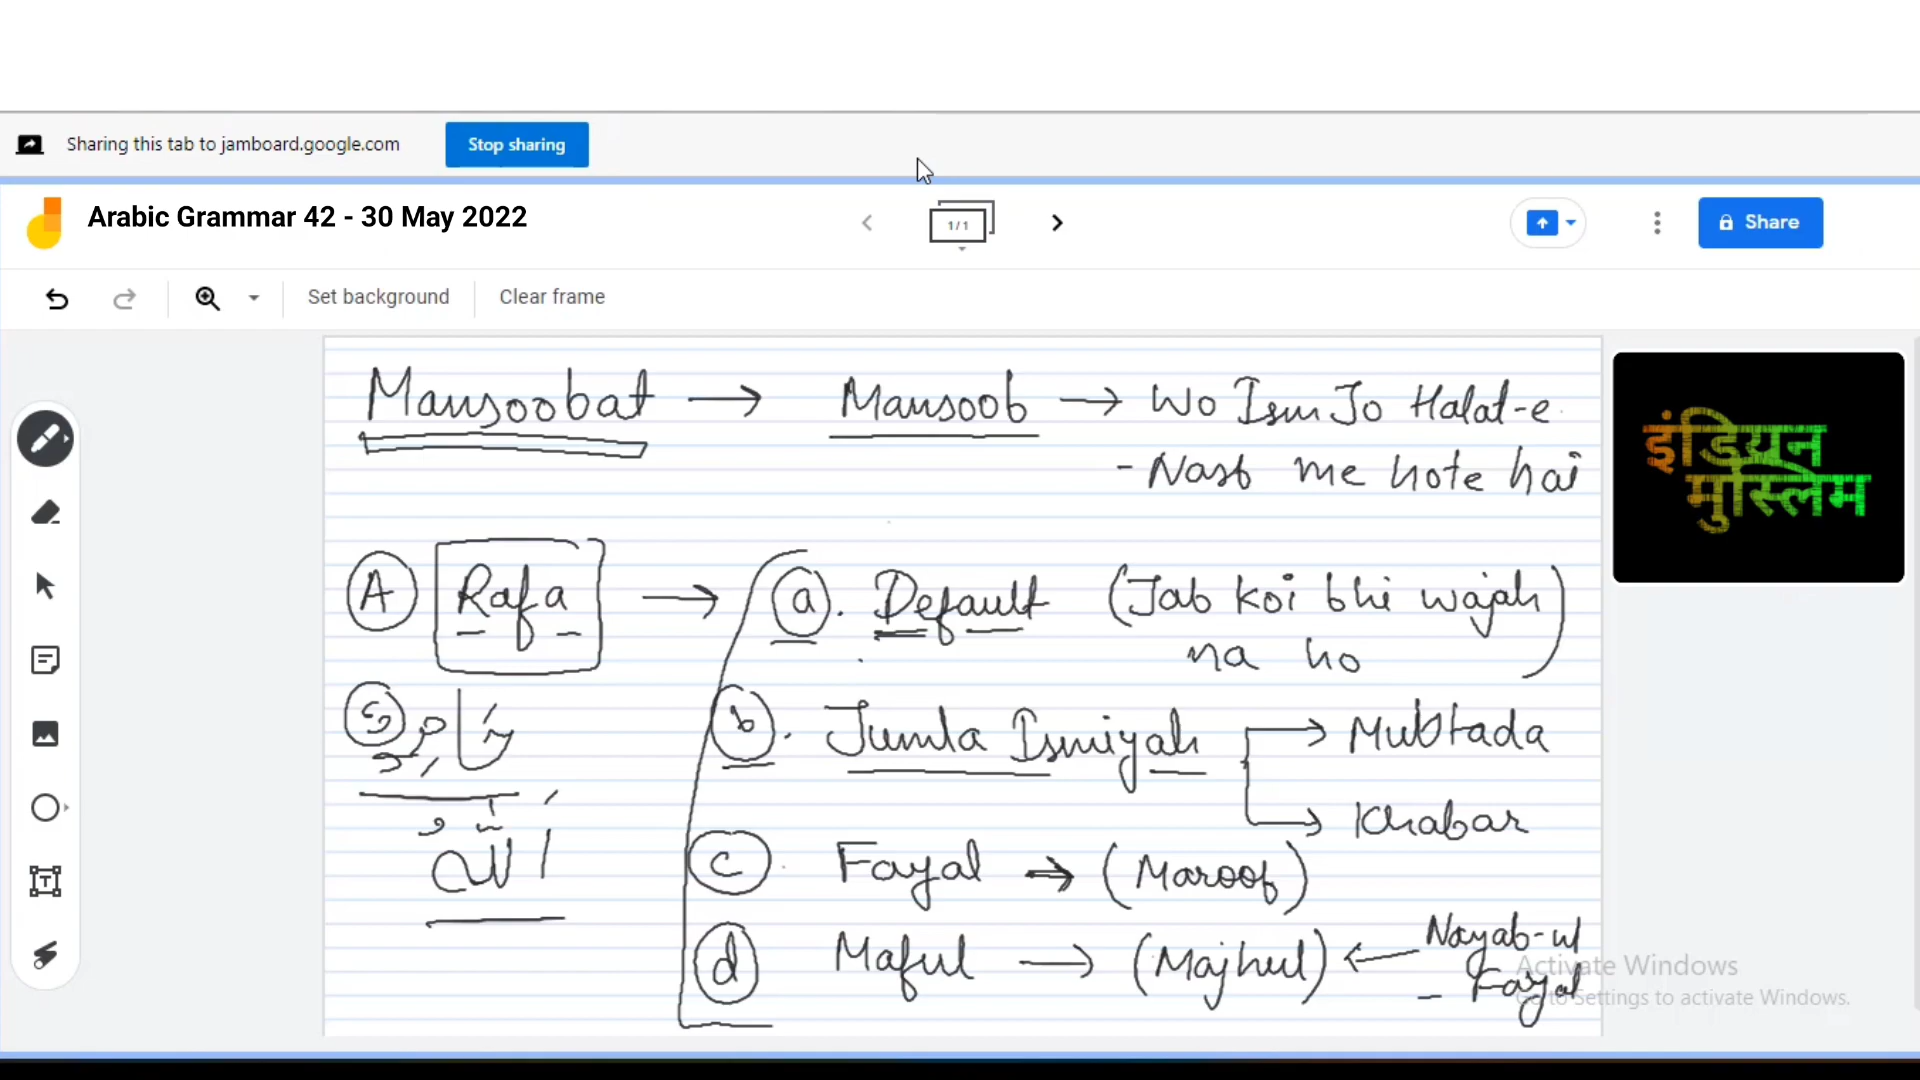 Sharing this tab to jamboard.google.com
Stop sharing
Arabic Grammar 42 - 30 May 2022
1/1
Share
Set background
Clear frame
Mansoobat → Mansoob → Wo Ism Jo Halat-e
- Nasb me hote hai
इंडियन
मुस्लिम
A Rafa → a. Default (Jab koi bhi wajah
na ho)
b. Jumla Ismiyah → Mubtada
→ Khabar
اَللّٰهُ
c Fayal → (Maroof)
d Maful → (Majhul) ← Nayab-ul
- Fayal
Activate Windows
Go to Settings to activate Windows.